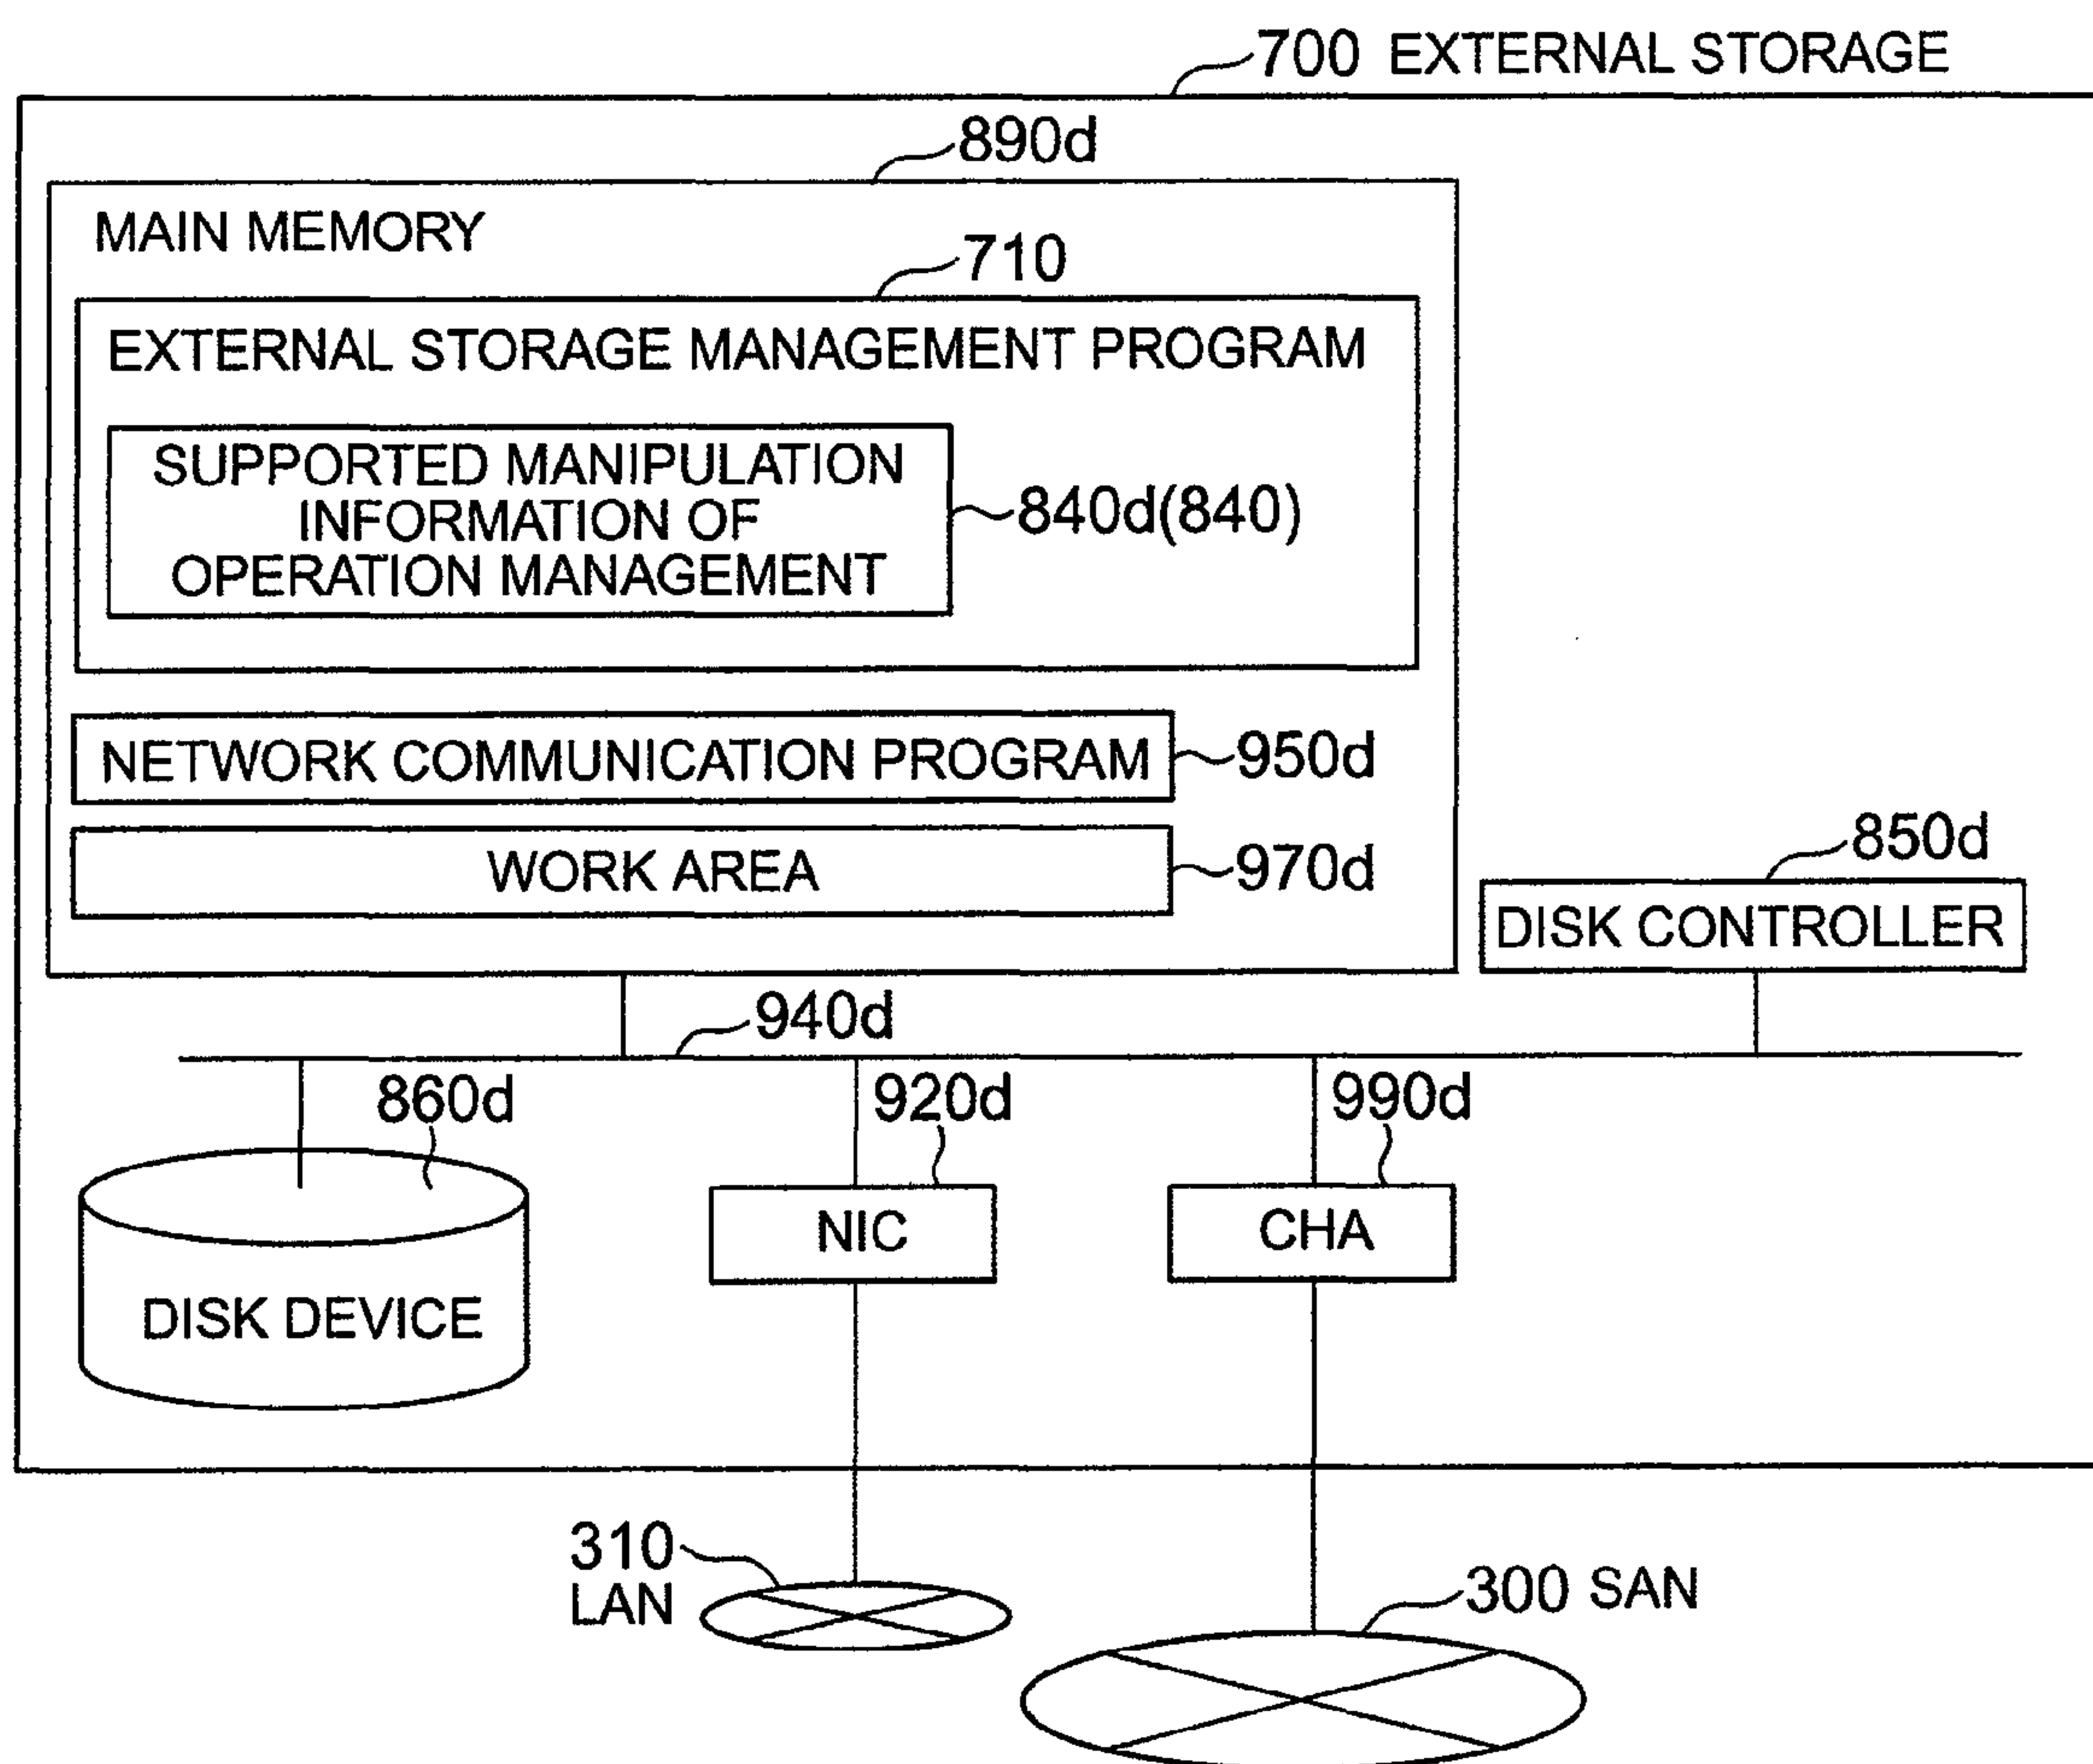 700 EXTERNAL STORAGE
890d
MAIN MEMORY
710
EXTERNAL STORAGE MANAGEMENT PROGRAM
SUPPORTED MANIPULATION
INFORMATION OF
OPERATION MANAGEMENT
840d(840)
NETWORK COMMUNICATION PROGRAM
950d
WORK AREA
970d
850d
DISK CONTROLLER
940d
860d
920d
990d
NIC
CHA
DISK DEVICE
310
LAN
300 SAN